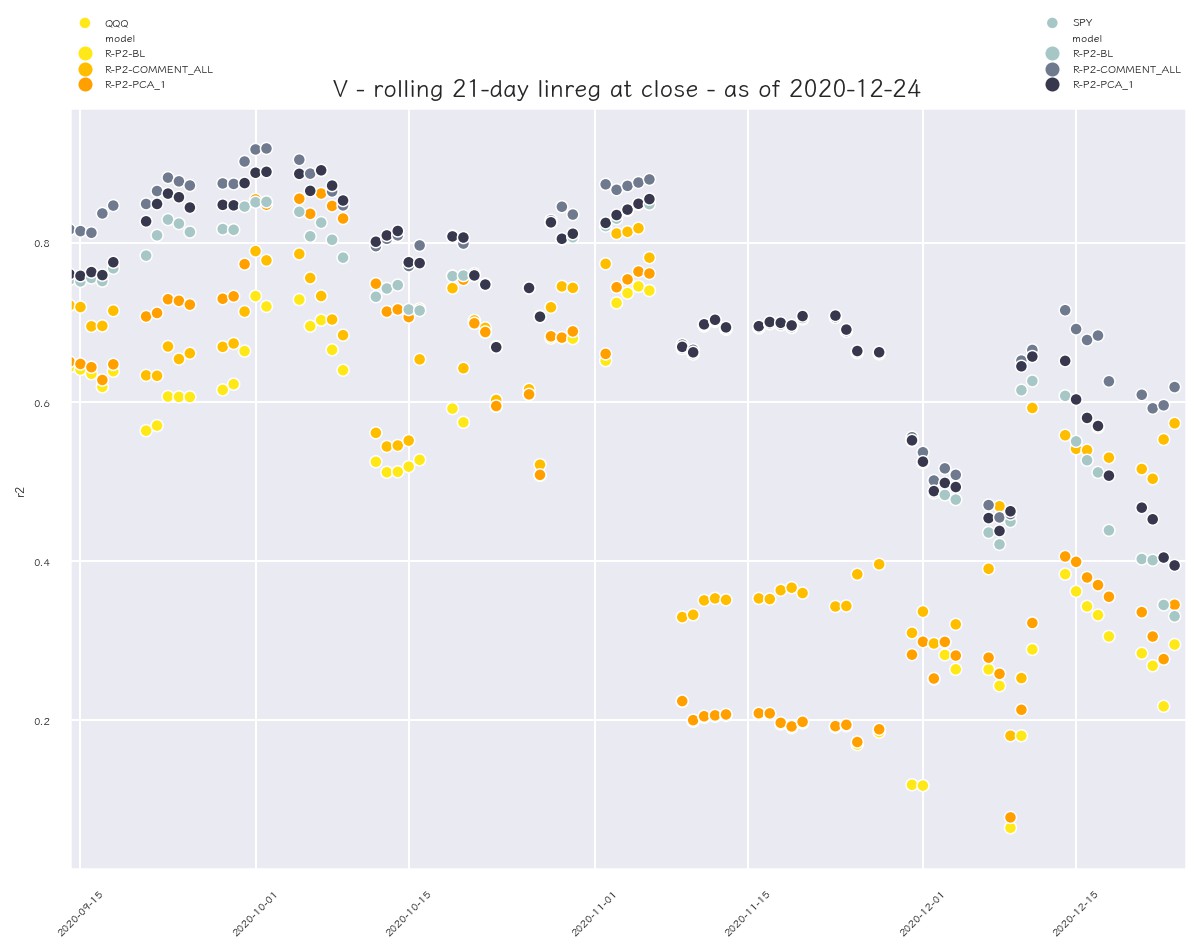 QQQ
model
R-P2-BL
R-P2-COMMENT_ALL
R-P2-PCA_1
SPY
model
R-P2-BL
R-P2-COMMENT_ALL
R-P2-PCA_1
V - rolling 21-day linreg at close - as of 2020-12-24
0.8
0.6
0.4
0.2
r2
2020-09-15
2020-10-01
2020-10-15
2020-11-01
2020-11-15
2020-12-01
2020-12-15